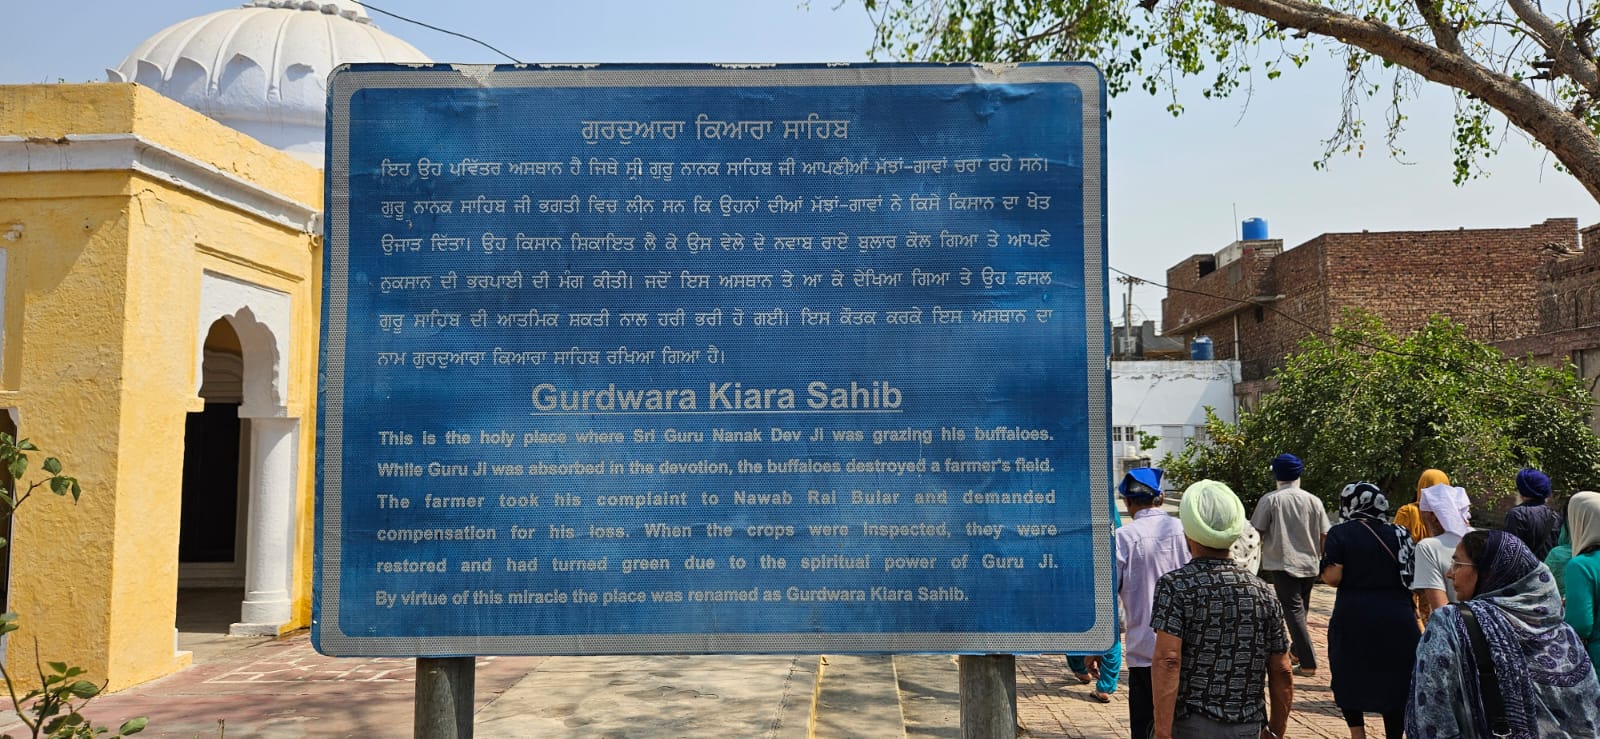 ਗੁਰਦੁਆਰਾ ਕਿਆਰਾ ਸਾਹਿਬ
ਇਹ ਉਹ ਪਵਿੱਤਰ ਅਸਥਾਨ ਹੈ ਜਿਥੇ ਸ੍ਰੀ ਗੁਰੂ ਨਾਨਕ ਸਾਹਿਬ ਜੀ ਆਪਣੀਆਂ ਮੱਝਾਂ-ਗਾਵਾਂ ਚਰਾ ਰਹੇ ਸਨ।
ਗੁਰੂ ਨਾਨਕ ਸਾਹਿਬ ਜੀ ਭਗਤੀ ਵਿਚ ਲੀਨ ਸਨ ਕਿ ਉਹਨਾਂ ਦੀਆਂ ਮੱਝਾਂ-ਗਾਵਾਂ ਨੇ ਕਿਸੇ ਕਿਸਾਨ ਦਾ ਖੇਤ
ਉਜਾੜ ਦਿੱਤਾ। ਉਹ ਕਿਸਾਨ ਸ਼ਿਕਾਇਤ ਲੈ ਕੇ ਉਸ ਵੇਲੇ ਦੇ ਨਵਾਬ ਰਾਏ ਬੁਲਾਰ ਕੋਲ ਗਿਆ ਤੇ ਆਪਣੇ
ਨੁਕਸਾਨ ਦੀ ਭਰਪਾਈ ਦੀ ਮੰਗ ਕੀਤੀ। ਜਦੋਂ ਇਸ ਅਸਥਾਨ ਤੇ ਆ ਕੇ ਦੇਖਿਆ ਗਿਆ ਤੇ ਉਹ ਫ਼ਸਲ
ਗੁਰੂ ਸਾਹਿਬ ਦੀ ਆਤਮਿਕ ਸ਼ਕਤੀ ਨਾਲ ਹਰੀ ਭਰੀ ਹੋ ਗਈ। ਇਸ ਕੌਤਕ ਕਰਕੇ ਇਸ ਅਸਥਾਨ ਦਾ
ਨਾਮ ਗੁਰਦੁਆਰਾ ਕਿਆਰਾ ਸਾਹਿਬ ਰਖਿਆ ਗਿਆ ਹੈ।
Gurdwara Kiara Sahib
This is the holy place where Sri Guru Nanak Dev Ji was grazing his buffaloes.
While Guru Ji was absorbed in the devotion, the buffaloes destroyed a farmer's field.
The farmer took his complaint to Nawab Rai Bular and demanded
compensation for his loss. When the crops were inspected, they were
restored and had turned green due to the spiritual power of Guru Ji.
By virtue of this miracle the place was renamed as Gurdwara Kiara Sahib.